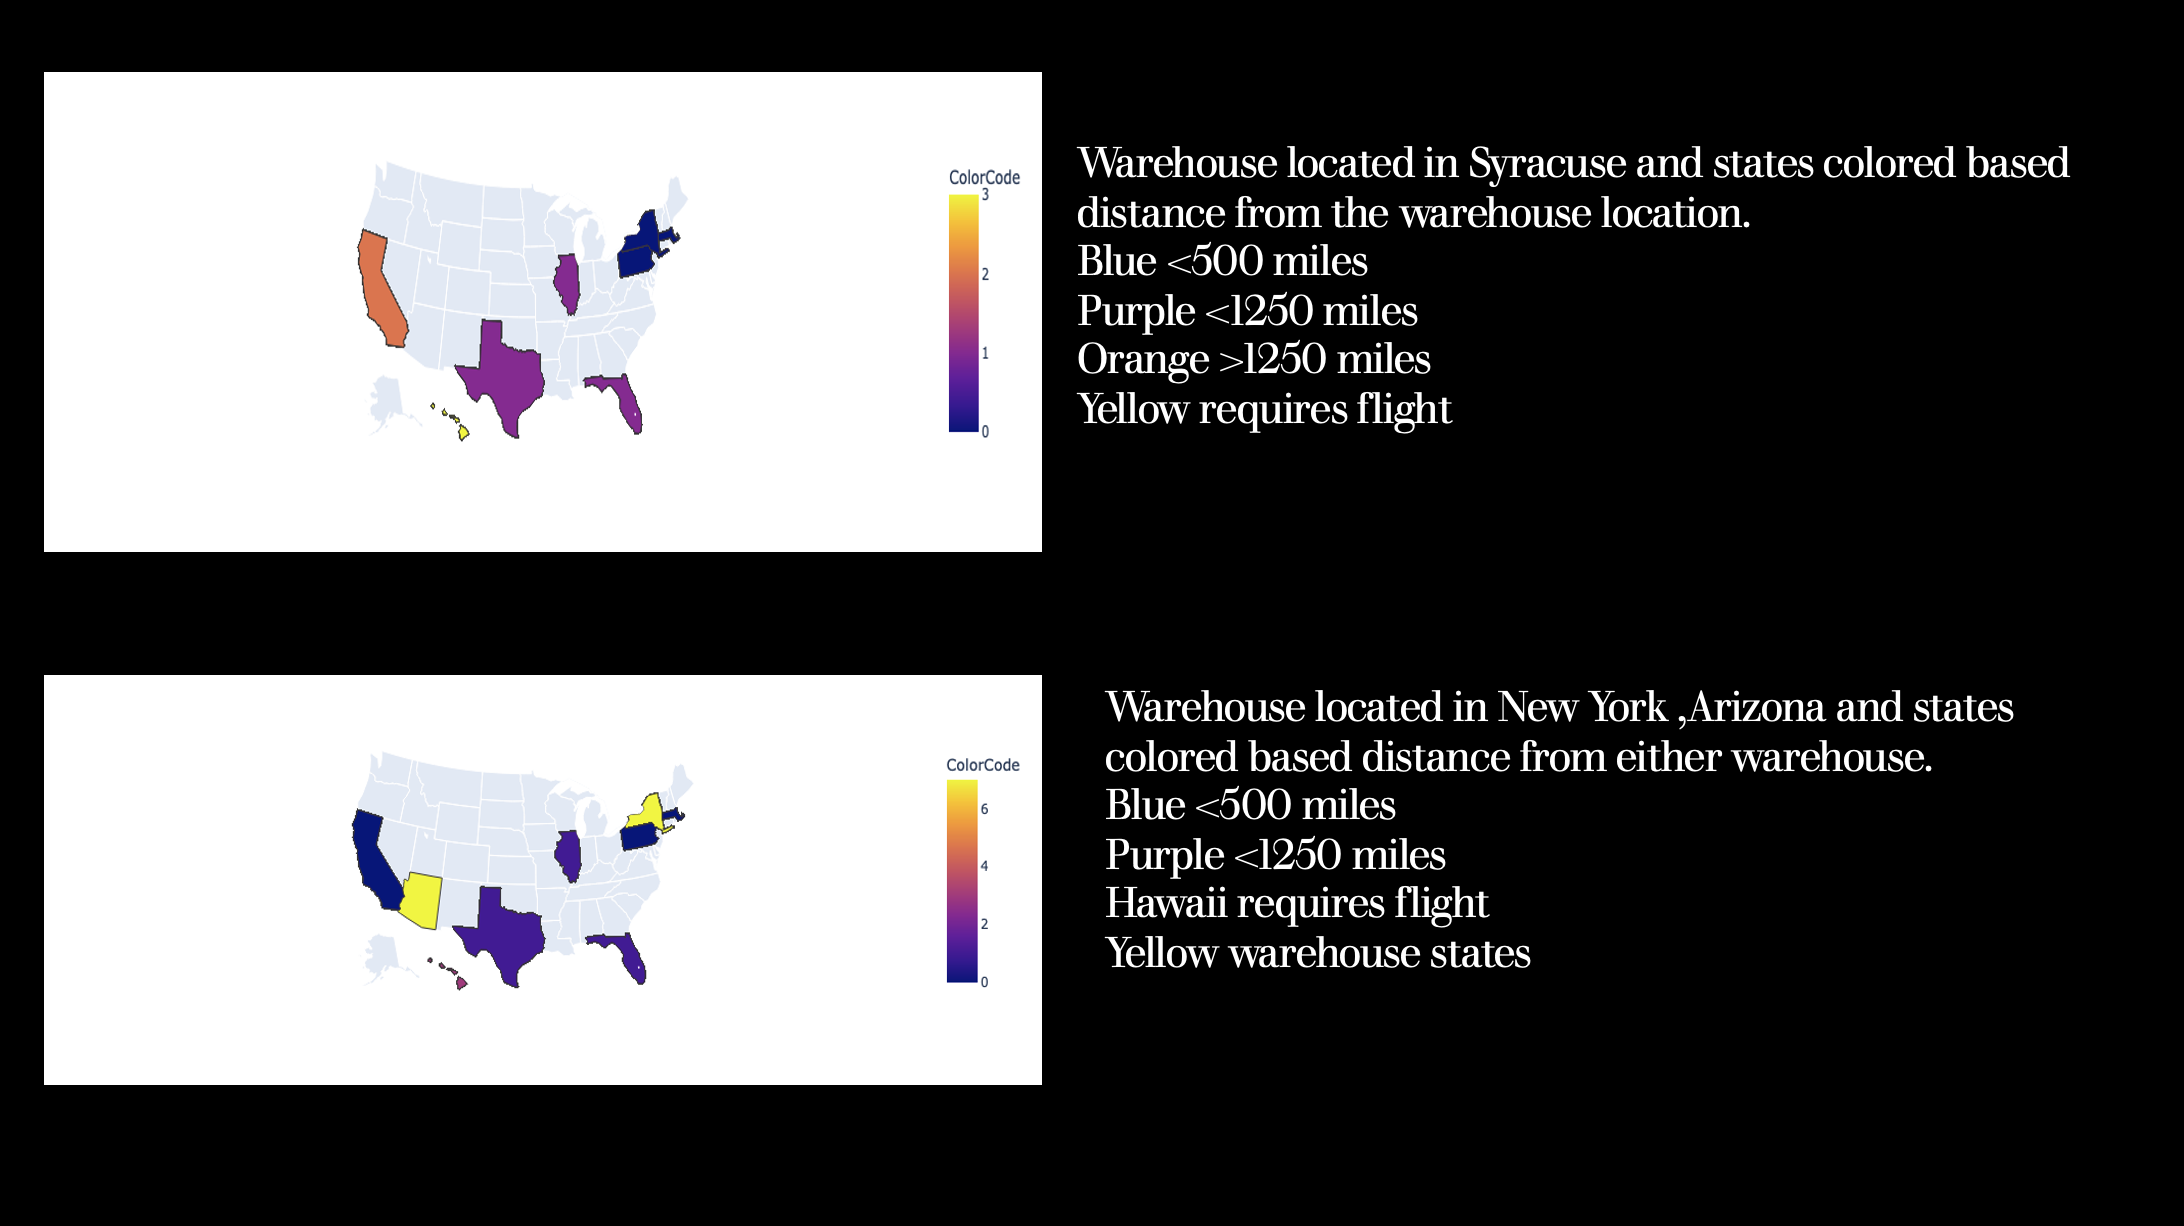 ColorCode
3
2
1
0
Warehouse located in Syracuse and states colored based
distance from the warehouse location.
Blue <500 miles
Purple <1250 miles
Orange >1250 miles
Yellow requires flight
ColorCode
6
4
2
0
Warehouse located in New York ,Arizona and states
colored based distance from either warehouse.
Blue <500 miles
Purple <1250 miles
Hawaii requires flight
Yellow warehouse states